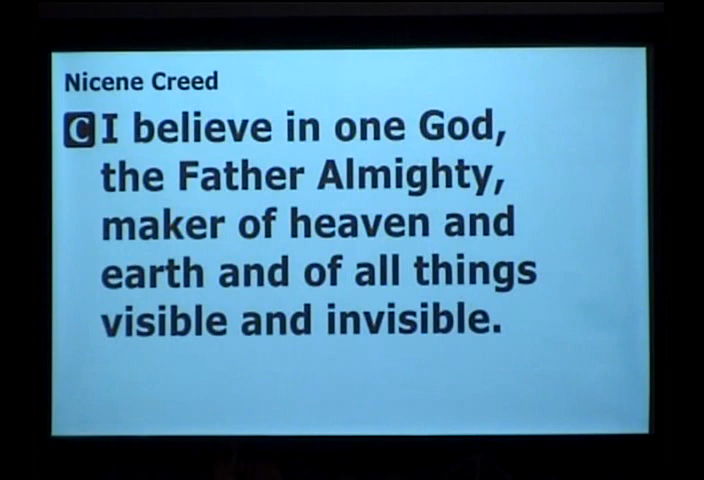 Nicene Creed
C I believe in one God,
the Father Almighty,
maker of heaven and
earth and of all things
visible and invisible.